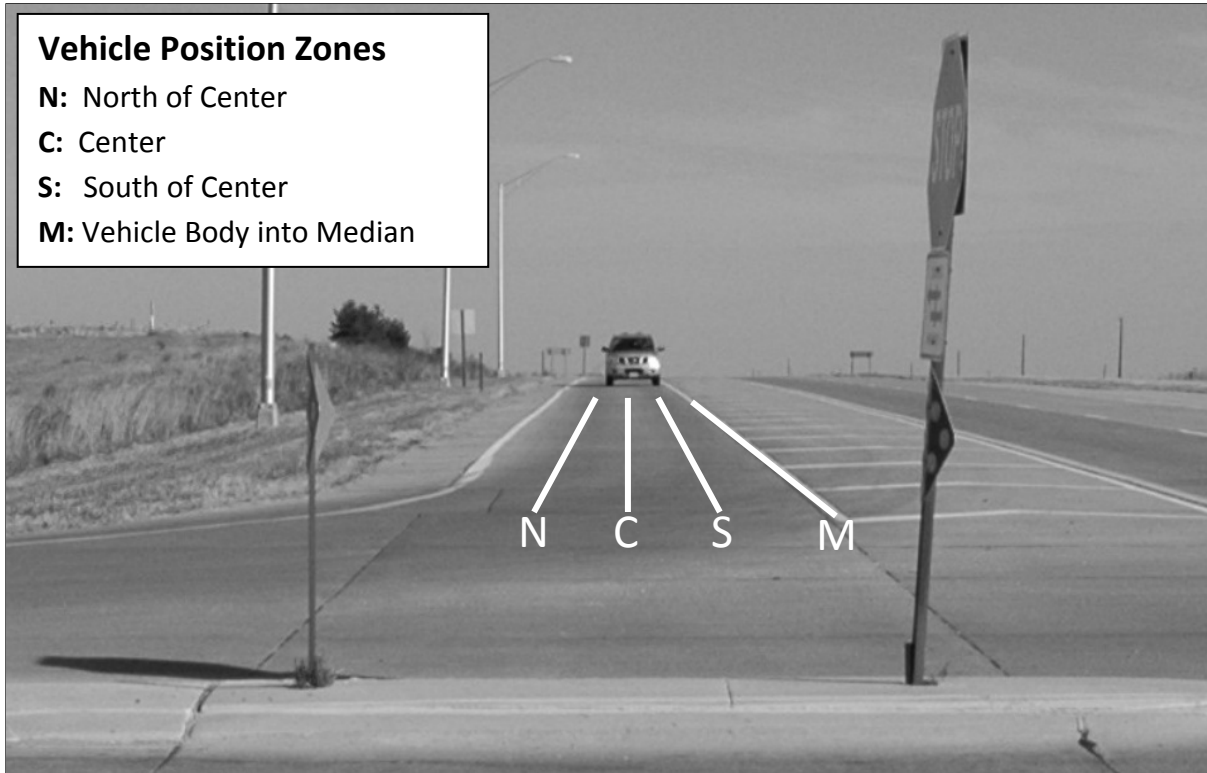 Vehicle Position Zones
N: North of Center
C: Center
S: South of Center
M: Vehicle Body into Median
STOP
N C S M